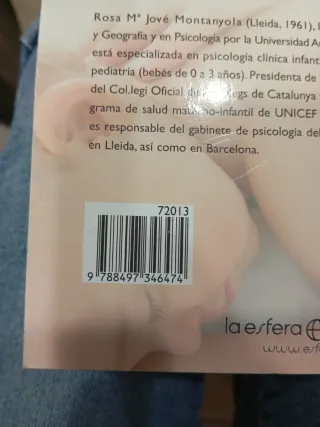 Rosa Mª Jové Montanyola (Lleida, 1961),
y Geografía y en Psicología por la Universidad
está especializada en psicología clínica infant
pediatría (bebés de 0 a 3 años). Presidenta de
del Col.legi Oficial de de Catalunya
grama de salud materno-infantil de UNICEF
es responsable del gabinete de psicología del
en Lleida, así como en Barcelona.
72013
9 788497 346474
la esfera
www.esfe